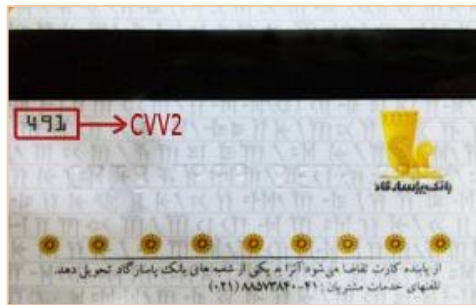 491 → CVV2
بانک پاسارگاد
از یابنده کارت تقاضا می شود آنرا به یکی از شعبه های بانک پاسارگاد تحویل دهد.
تلفنهای خدمات مشتریان : ۴۱-۸۸۵۷۳۸۴۰ (۰۲۱)